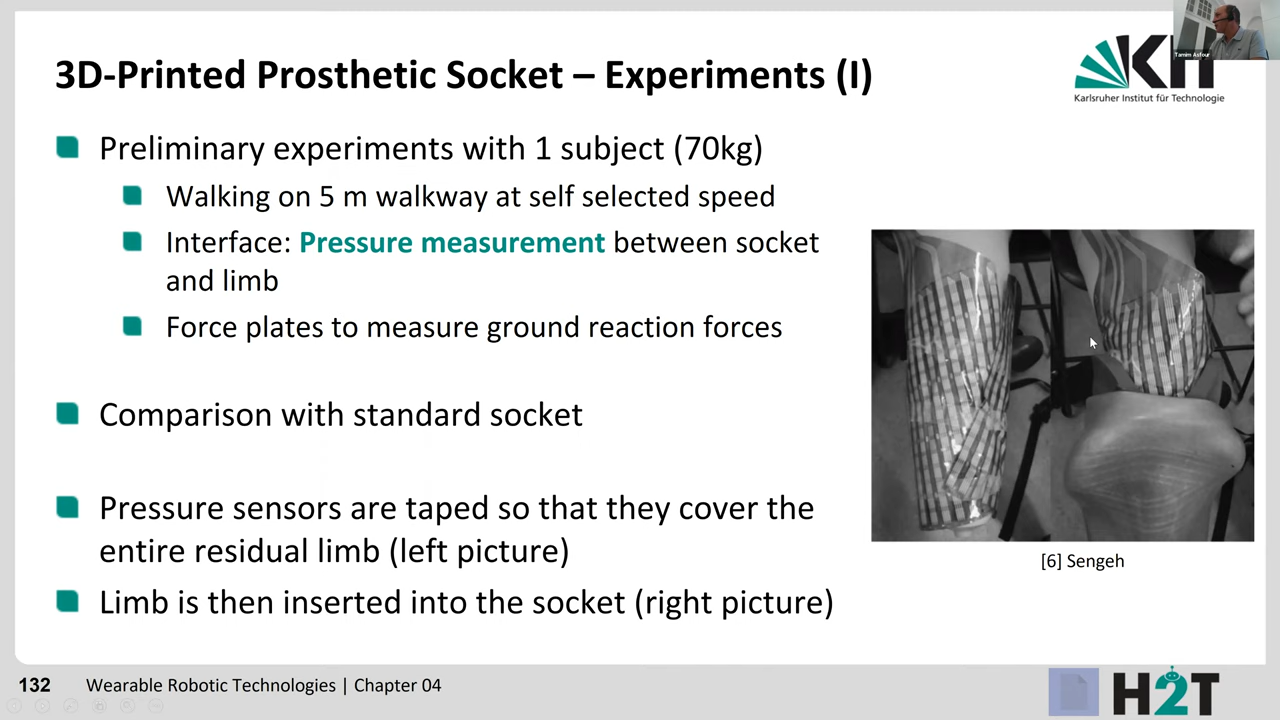 Tamim Asfour
3D-Printed Prosthetic Socket – Experiments (I)
KIT
Karlsruher Institut für Technologie
Preliminary experiments with 1 subject (70kg)
Walking on 5 m walkway at self selected speed
Interface: Pressure measurement between socket
and limb
Force plates to measure ground reaction forces
Comparison with standard socket
Pressure sensors are taped so that they cover the
entire residual limb (left picture)
Limb is then inserted into the socket (right picture)
[6] Sengeh
132 Wearable Robotic Technologies | Chapter 04
H2T